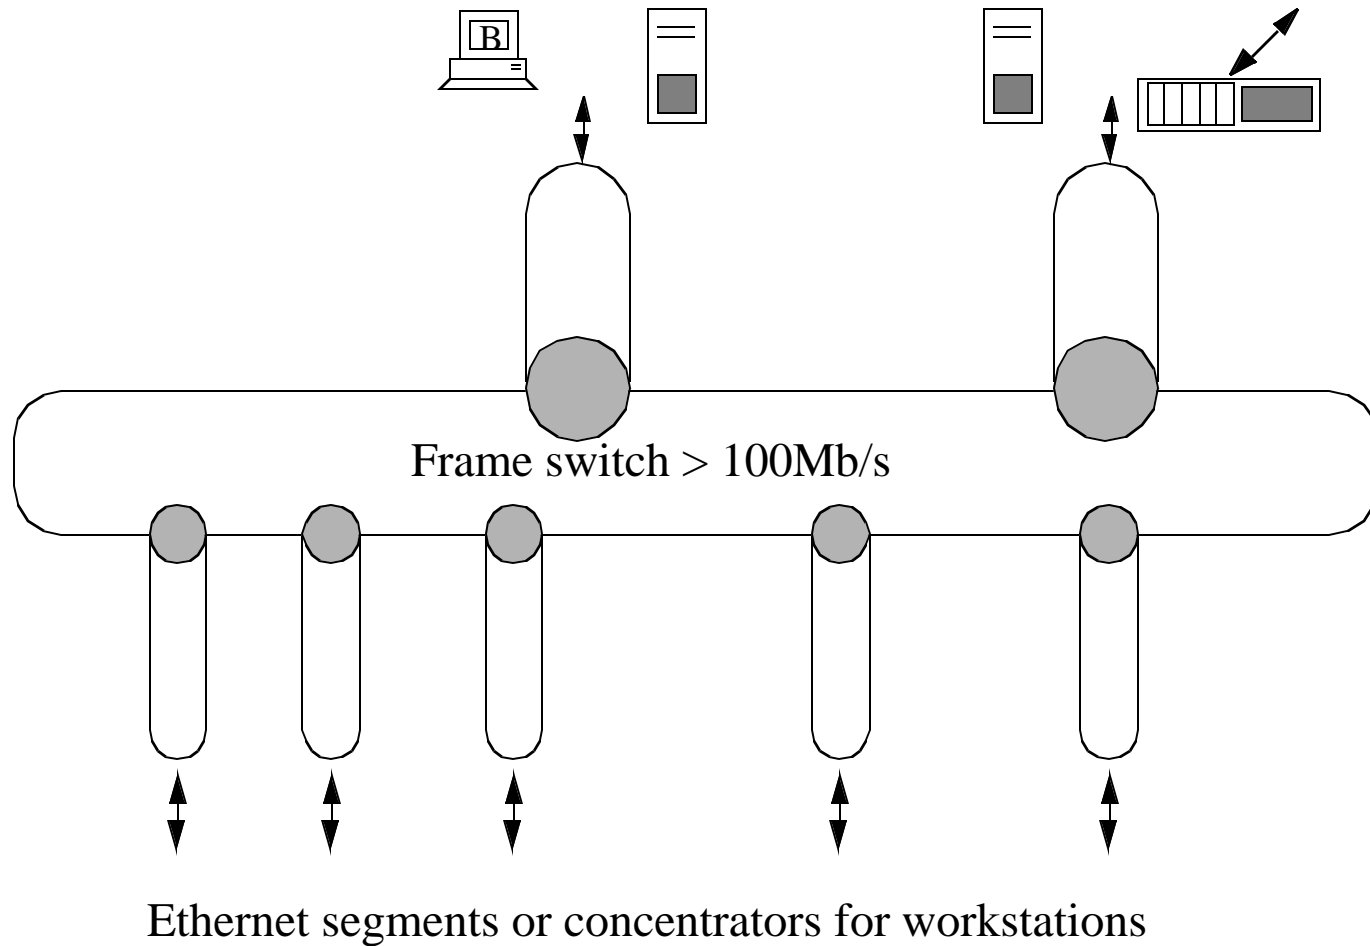 B
Frame switch > 100Mb/s
Ethernet segments or concentrators for workstations